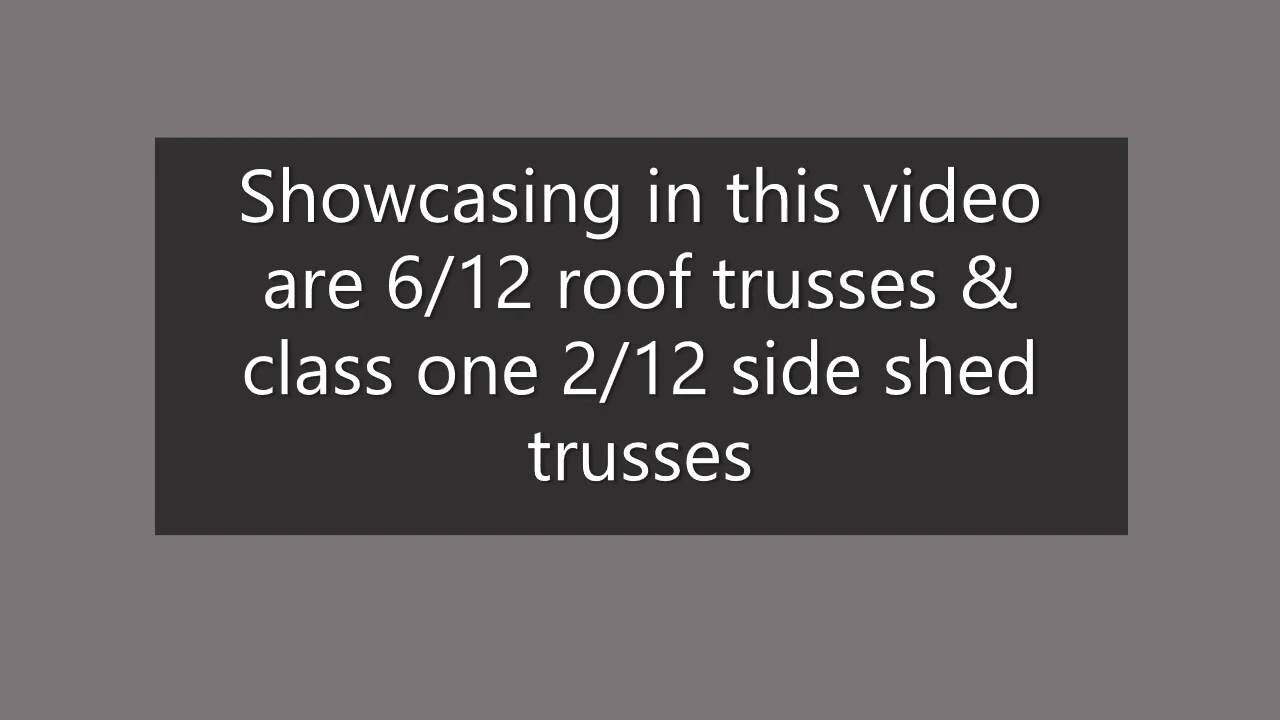 Showcasing in this video
are 6/12 roof trusses &
class one 2/12 side shed
trusses